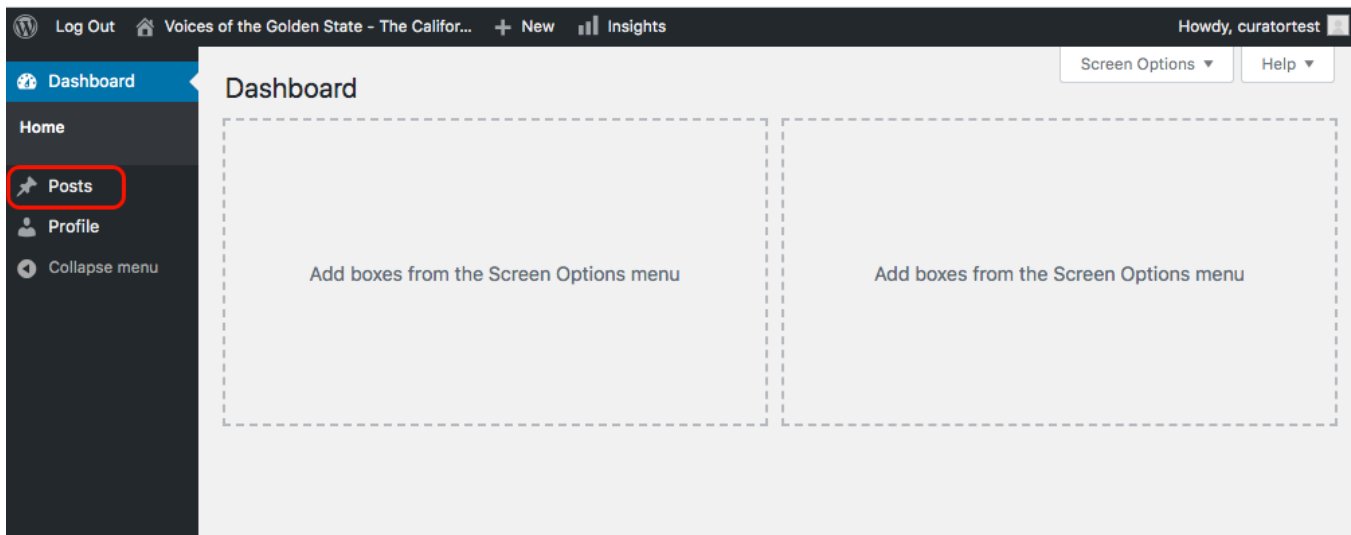 Log Out Voices of the Golden State - The Califor... + New Insights Howdy, curatortest
Dashboard
Home
Posts
Profile
Collapse menu
Screen Options ▼ Help ▼
Dashboard
Add boxes from the Screen Options menu
Add boxes from the Screen Options menu